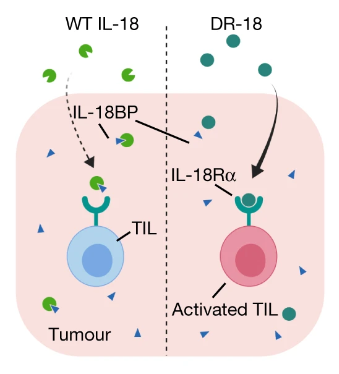 WT IL-18
DR-18
IL-18BP
IL-18Rα
TIL
Activated TIL
Tumour